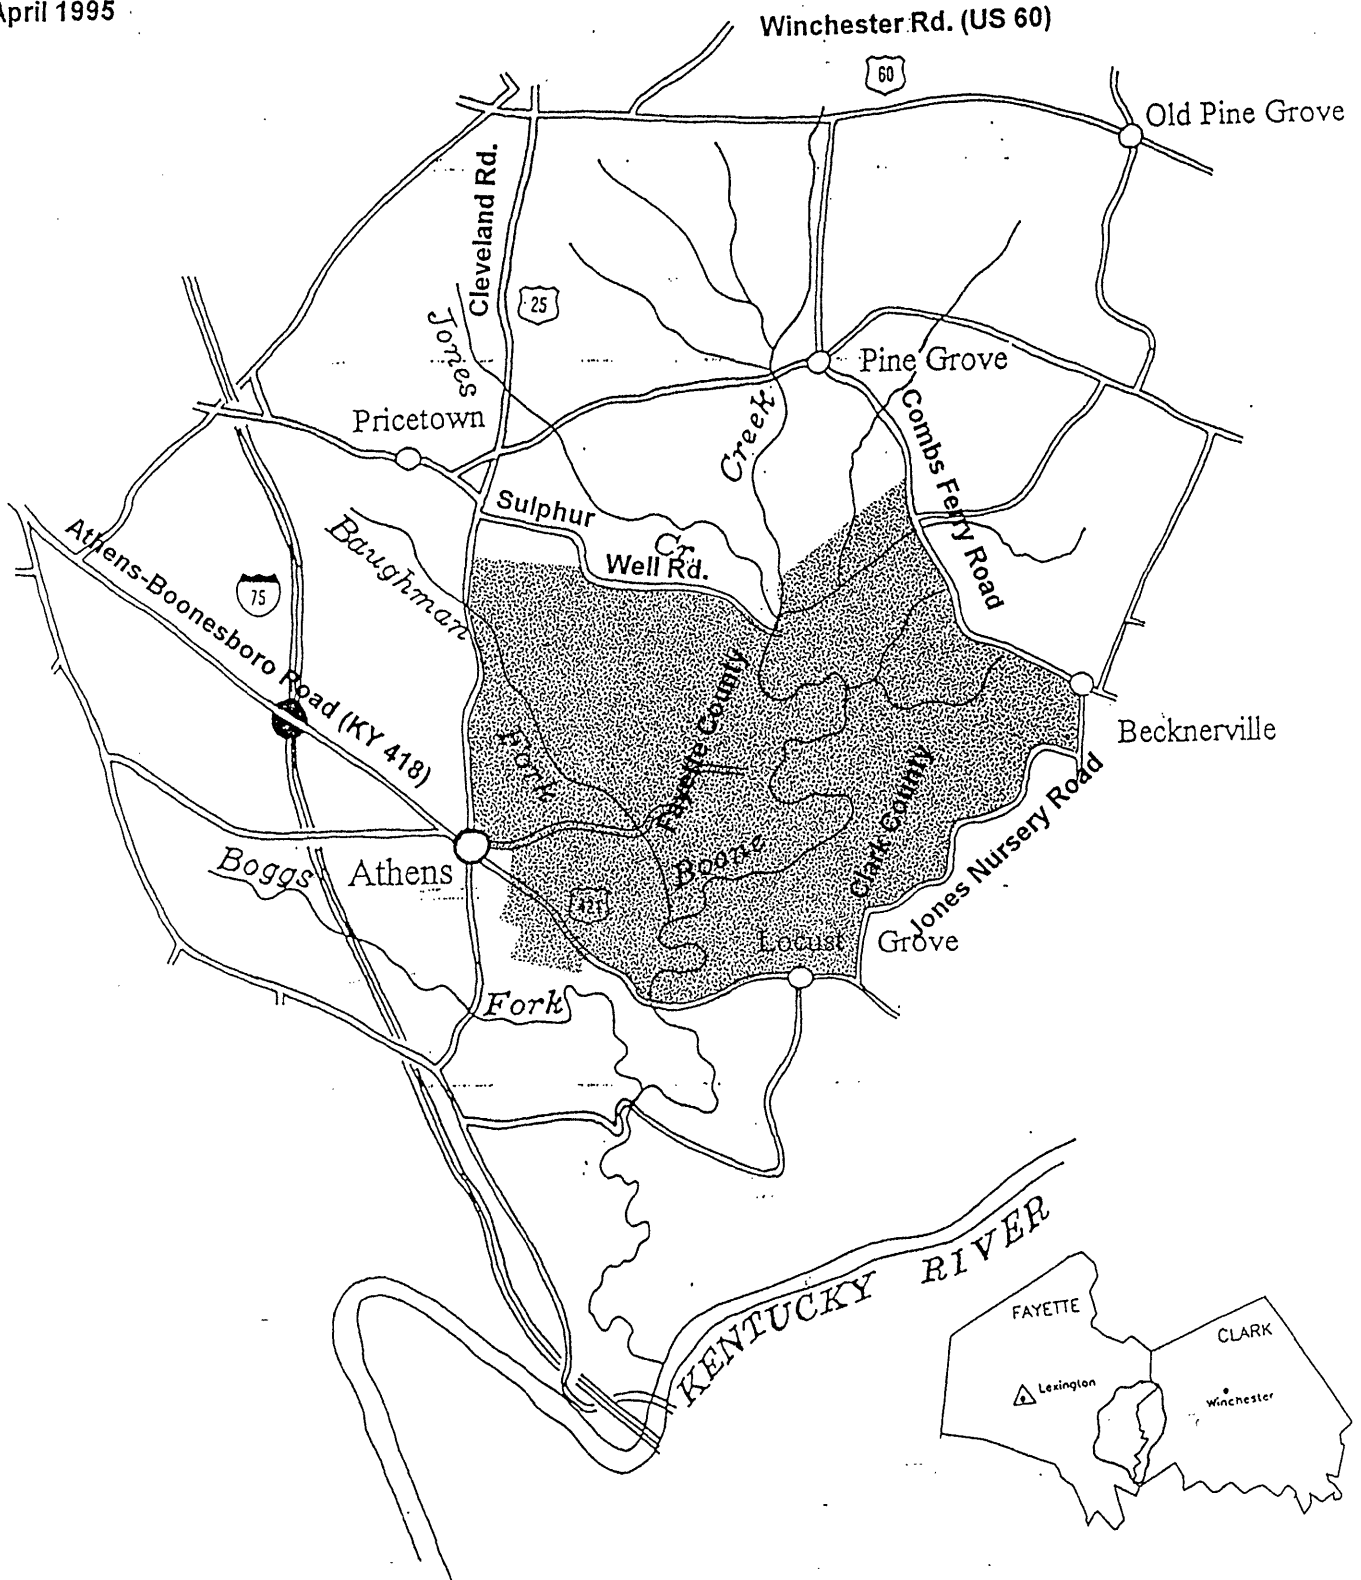 April 1995
Winchester Rd. (US 60)
60
Old Pine Grove
Cleveland Rd.
25
Jones
Pine Grove
Pricetown
Creek
Combs Ferry Road
Sulphur
Well Rd.
Cr.
Baughman
Athens-Boonesboro Road (KY 418)
75
Fayette County
Fork
Becknerville
Clark County
Jones Nursery Road
Boone
Boggs
Athens
421
Locust Grove
Fork
KENTUCKY RIVER
FAYETTE
CLARK
Lexington
Winchester